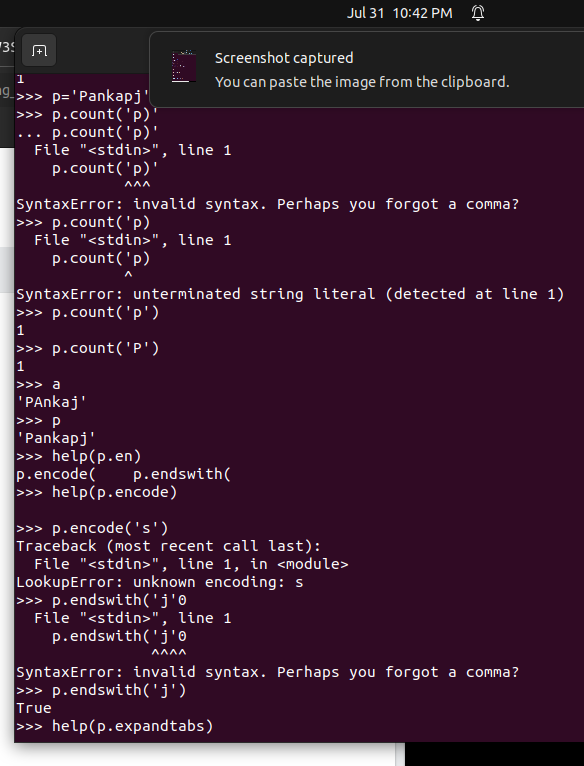 Jul 31 10:42 PM
Screenshot captured
You can paste the image from the clipboard.
1
>>> p='Pankapj'
>>> p.count('p)'
... p.count('p)'
  File "<stdin>", line 1
    p.count('p)'
            ^^^
SyntaxError: invalid syntax. Perhaps you forgot a comma?
>>> p.count('p)
  File "<stdin>", line 1
    p.count('p)
            ^
SyntaxError: unterminated string literal (detected at line 1)
>>> p.count('p')
1
>>> p.count('P')
1
>>> a
'PAnkaj'
>>> p
'Pankapj'
>>> help(p.en)
p.encode(    p.endswith(
>>> help(p.encode)

>>> p.encode('s')
Traceback (most recent call last):
  File "<stdin>", line 1, in <module>
LookupError: unknown encoding: s
>>> p.endswith('j'0
  File "<stdin>", line 1
    p.endswith('j'0
               ^^^^
SyntaxError: invalid syntax. Perhaps you forgot a comma?
>>> p.endswith('j')
True
>>> help(p.expandtabs)